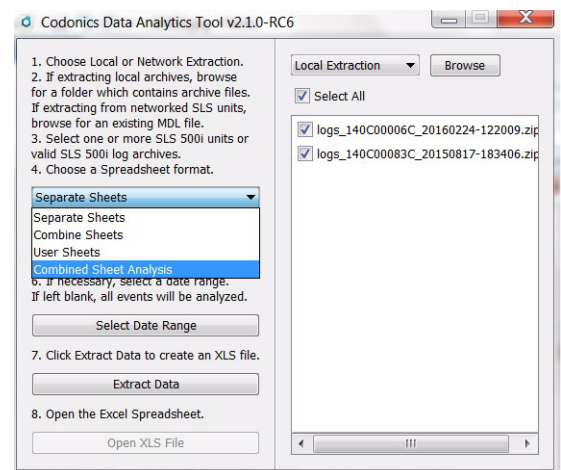 Codonics Data Analytics Tool v2.1.0-RC6
1. Choose Local or Network Extraction.
2. If extracting local archives, browse
for a folder which contains archive files.
If extracting from networked SLS units,
browse for an existing MDL file.
3. Select one or more SLS 500i units or
valid SLS 500i log archives.
4. Choose a Spreadsheet format.
Separate Sheets
Separate Sheets
Combine Sheets
User Sheets
Combined Sheet Analysis
6. If necessary, select a date range.
If left blank, all events will be analyzed.
Select Date Range
7. Click Extract Data to create an XLS file.
Extract Data
8. Open the Excel Spreadsheet.
Open XLS File
Local Extraction
Browse
Select All
logs_140C00006C_20160224-122009.zip
logs_140C00083C_20150817-183406.zip